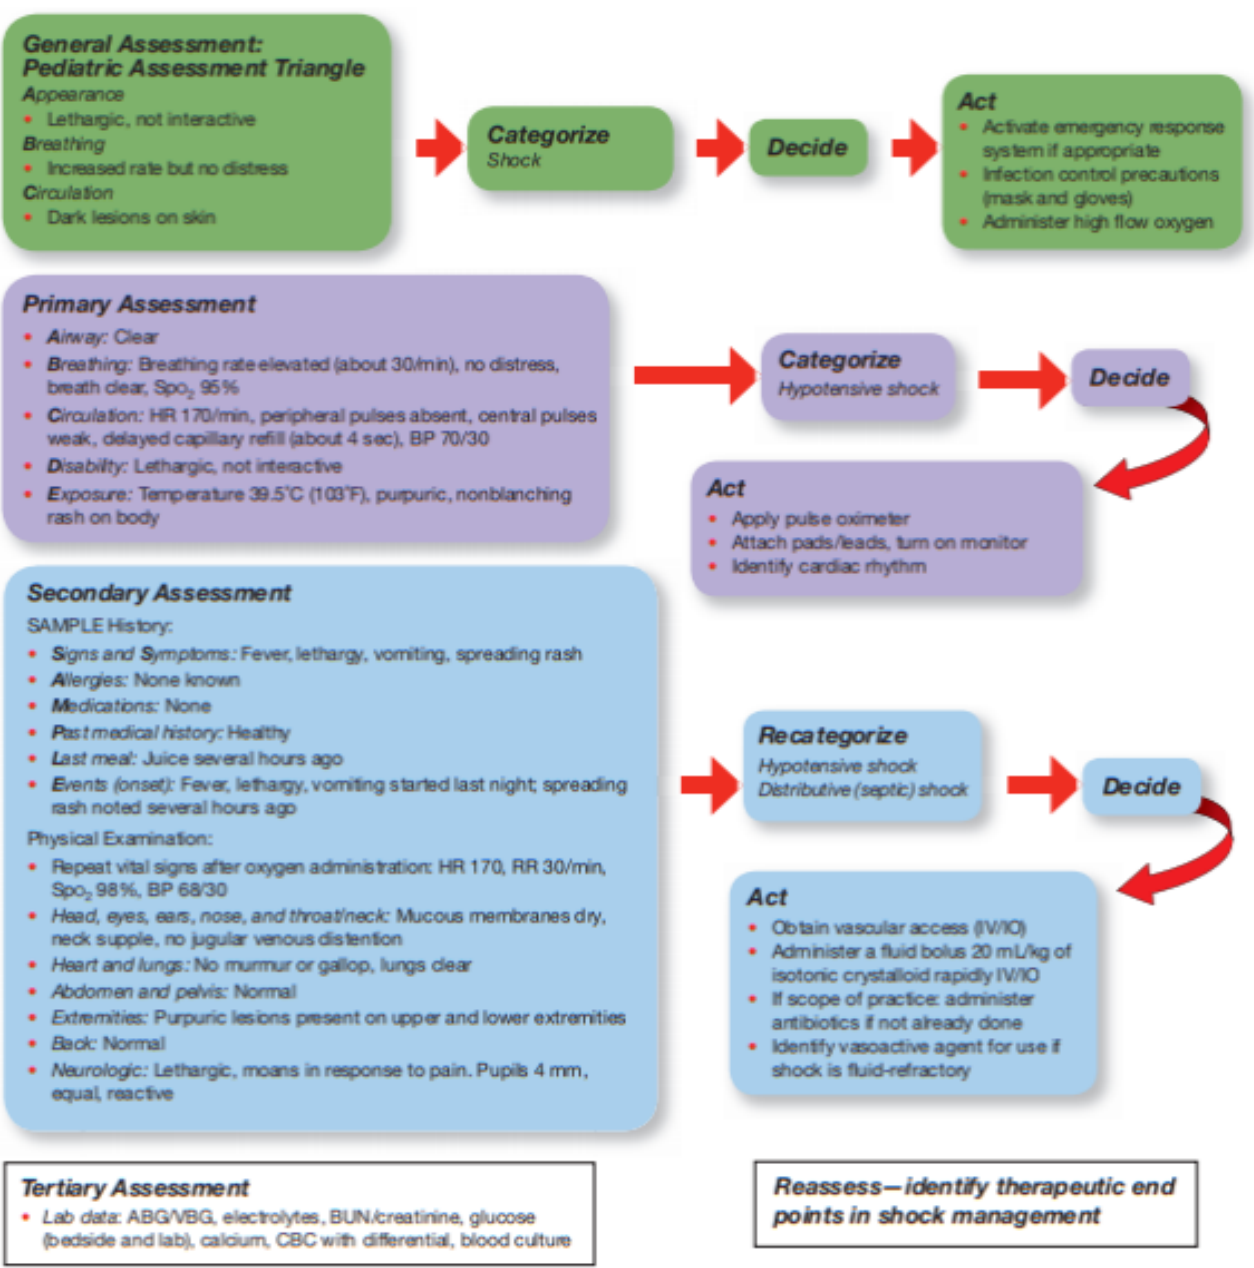 General Assessment:
Pediatric Assessment Triangle
Appearance
• Lethargic, not interactive
Breathing
• Increased rate but no distress
Circulation
• Dark lesions on skin
Categorize
Shock
Decide
Act
• Activate emergency response
system if appropriate
• Infection control precautions
(mask and gloves)
• Administer high flow oxygen
Primary Assessment
• Airway: Clear
• Breathing: Breathing rate elevated (about 30/min), no distress,
breath clear, Spo₂ 95%
• Circulation: HR 170/min, peripheral pulses absent, central pulses
weak, delayed capillary refill (about 4 sec), BP 70/30
• Disability: Lethargic, not interactive
• Exposure: Temperature 39.5°C (103°F), purpuric, nonblanching
rash on body
Categorize
Hypotensive shock
Decide
Act
• Apply pulse oximeter
• Attach pads/leads, turn on monitor
• Identify cardiac rhythm
Secondary Assessment
SAMPLE History:
• Signs and Symptoms: Fever, lethargy, vomiting, spreading rash
• Allergies: None known
• Medications: None
• Past medical history: Healthy
• Last meal: Juice several hours ago
• Events (onset): Fever, lethargy, vomiting started last night; spreading
rash noted several hours ago
Physical Examination:
• Repeat vital signs after oxygen administration: HR 170, RR 30/min,
Spo₂ 98%, BP 68/30
• Head, eyes, ears, nose, and throat/neck: Mucous membranes dry,
neck supple, no jugular venous distention
• Heart and lungs: No murmur or gallop, lungs clear
• Abdomen and pelvis: Normal
• Extremities: Purpuric lesions present on upper and lower extremities
• Back: Normal
• Neurologic: Lethargic, moans in response to pain. Pupils 4 mm,
equal, reactive
Recategorize
Hypotensive shock
Distributive (septic) shock
Decide
Act
• Obtain vascular access (IV/IO)
• Administer a fluid bolus 20 mL/kg of
isotonic crystalloid rapidly IV/IO
• If scope of practice: administer
antibiotics if not already done
• Identify vasoactive agent for use if
shock is fluid-refractory
Tertiary Assessment
• Lab data: ABG/VBG, electrolytes, BUN/creatinine, glucose
(bedside and lab), calcium, CBC with differential, blood culture
Reassess—identify therapeutic end
points in shock management